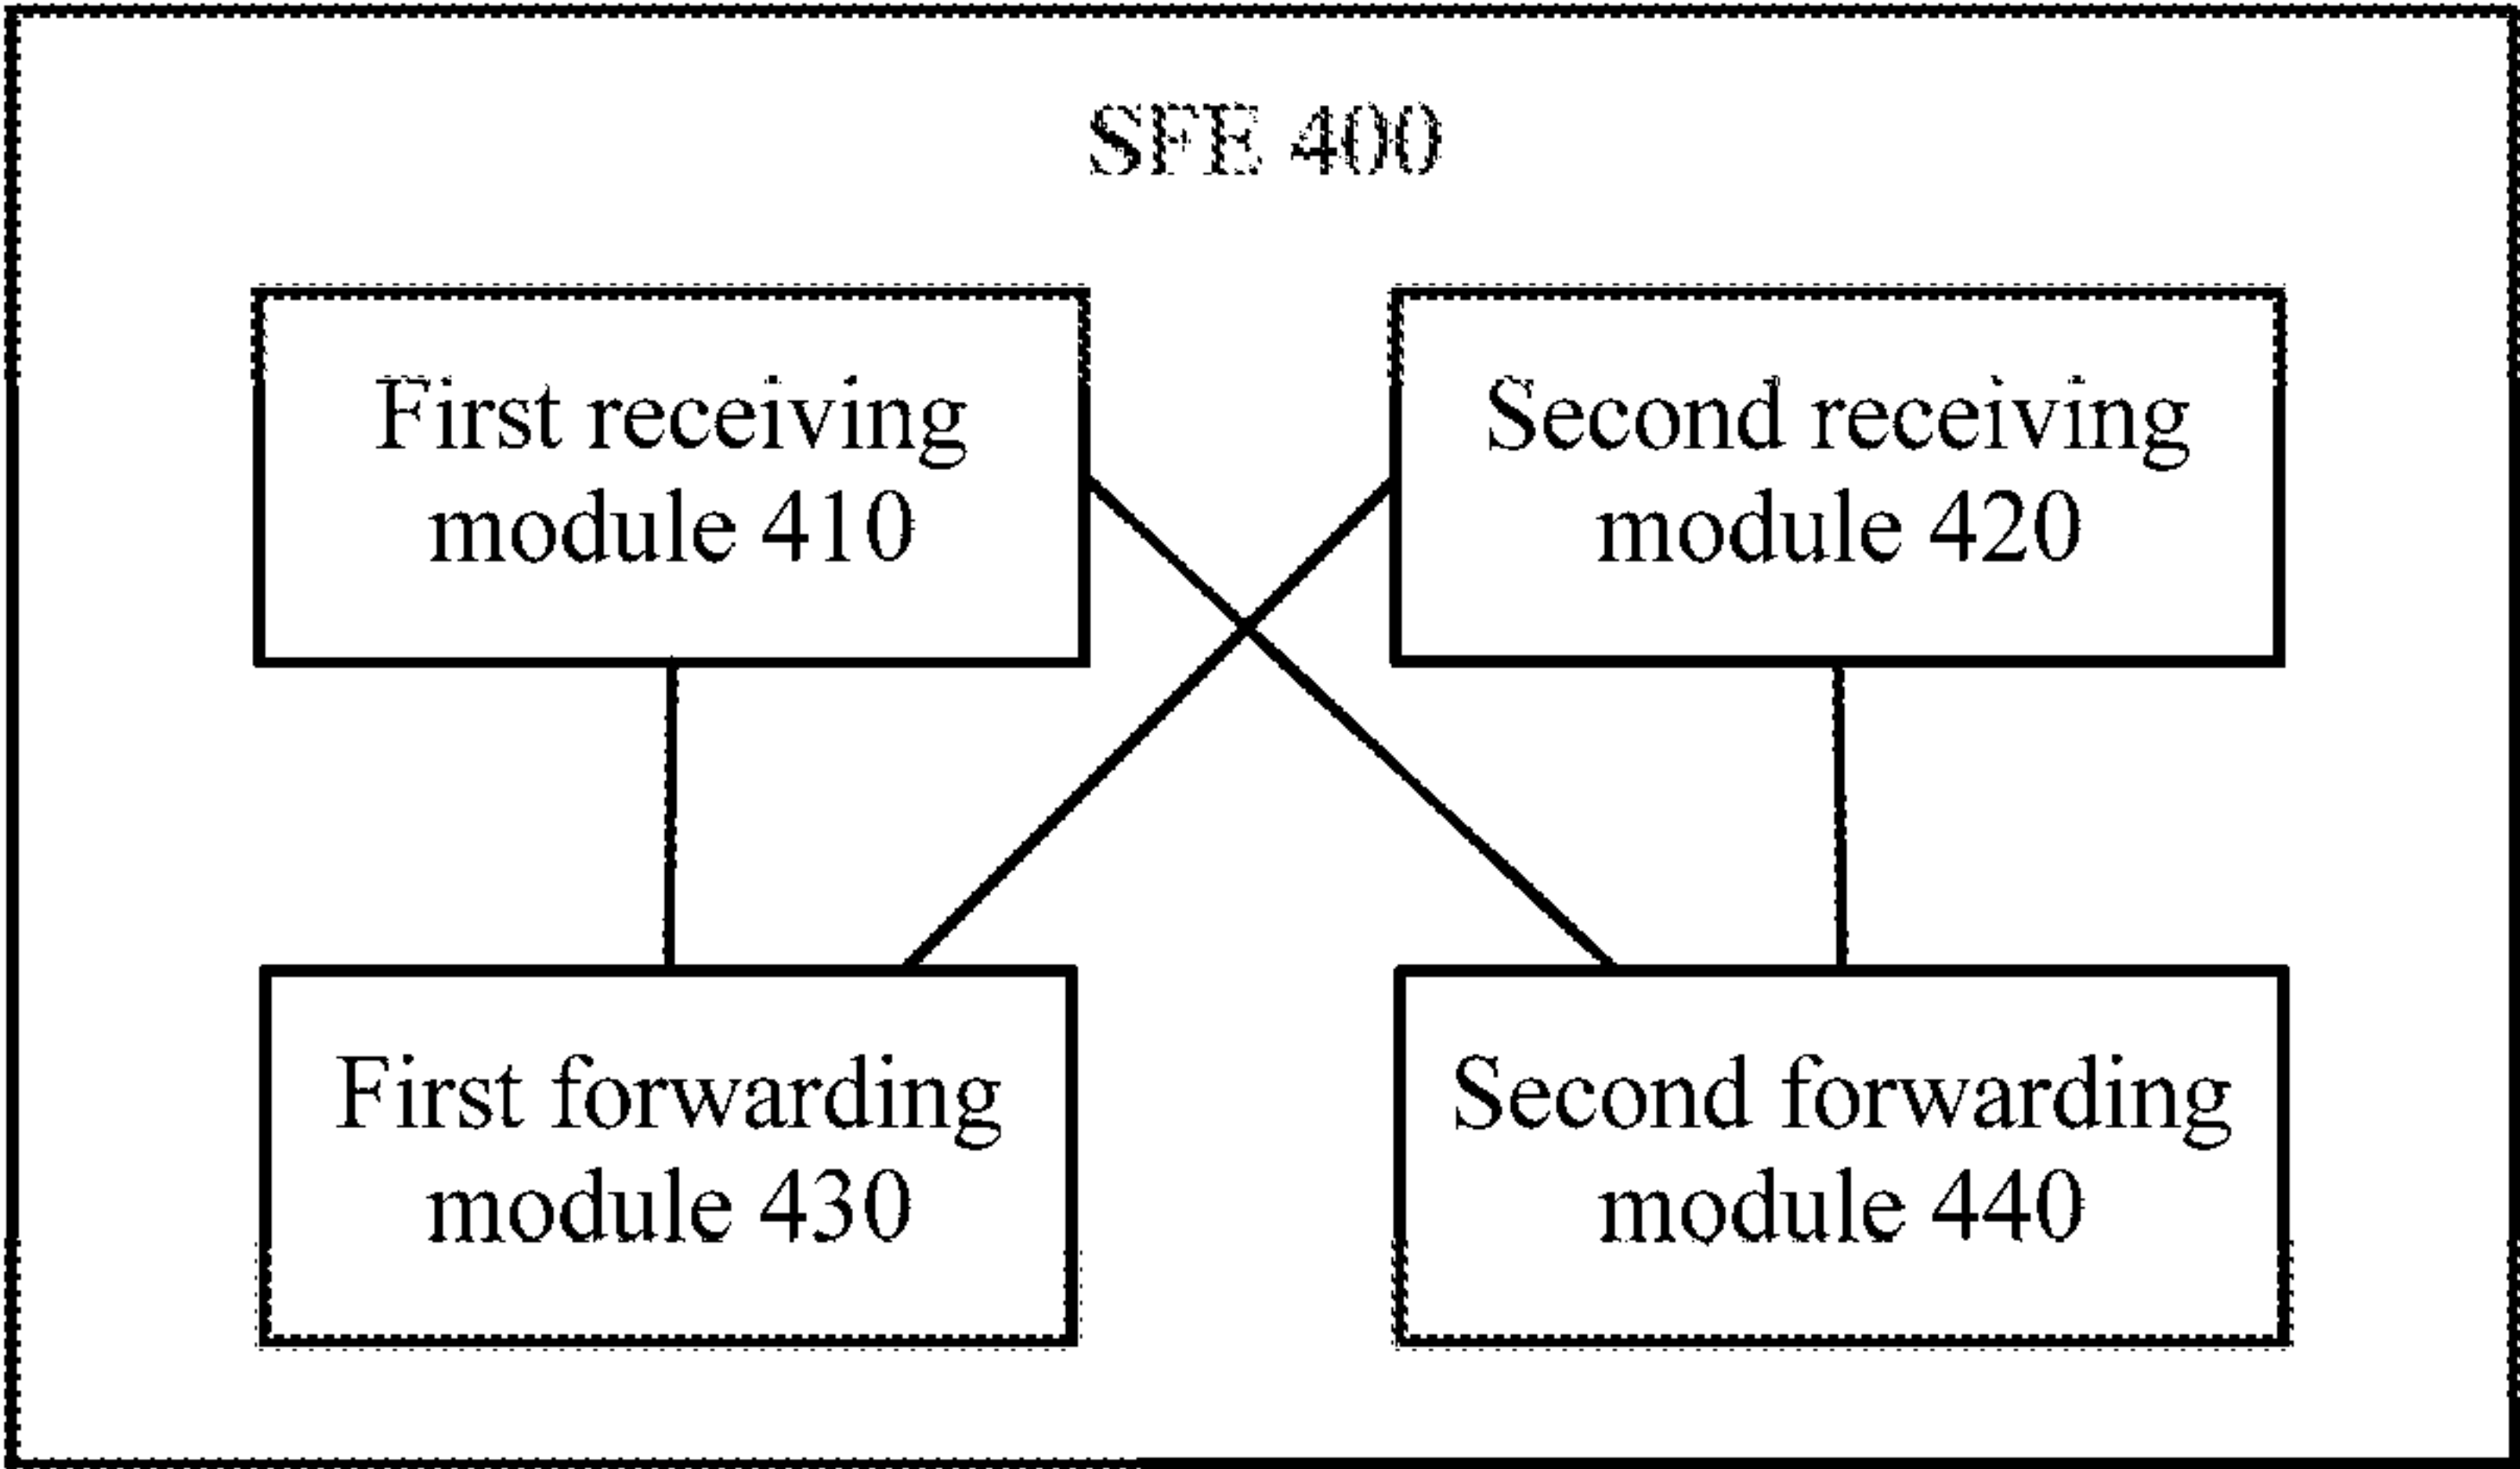 SFE 400
First receiving
module 410
Second receiving
module 420
First forwarding
module 430
Second forwarding
module 440